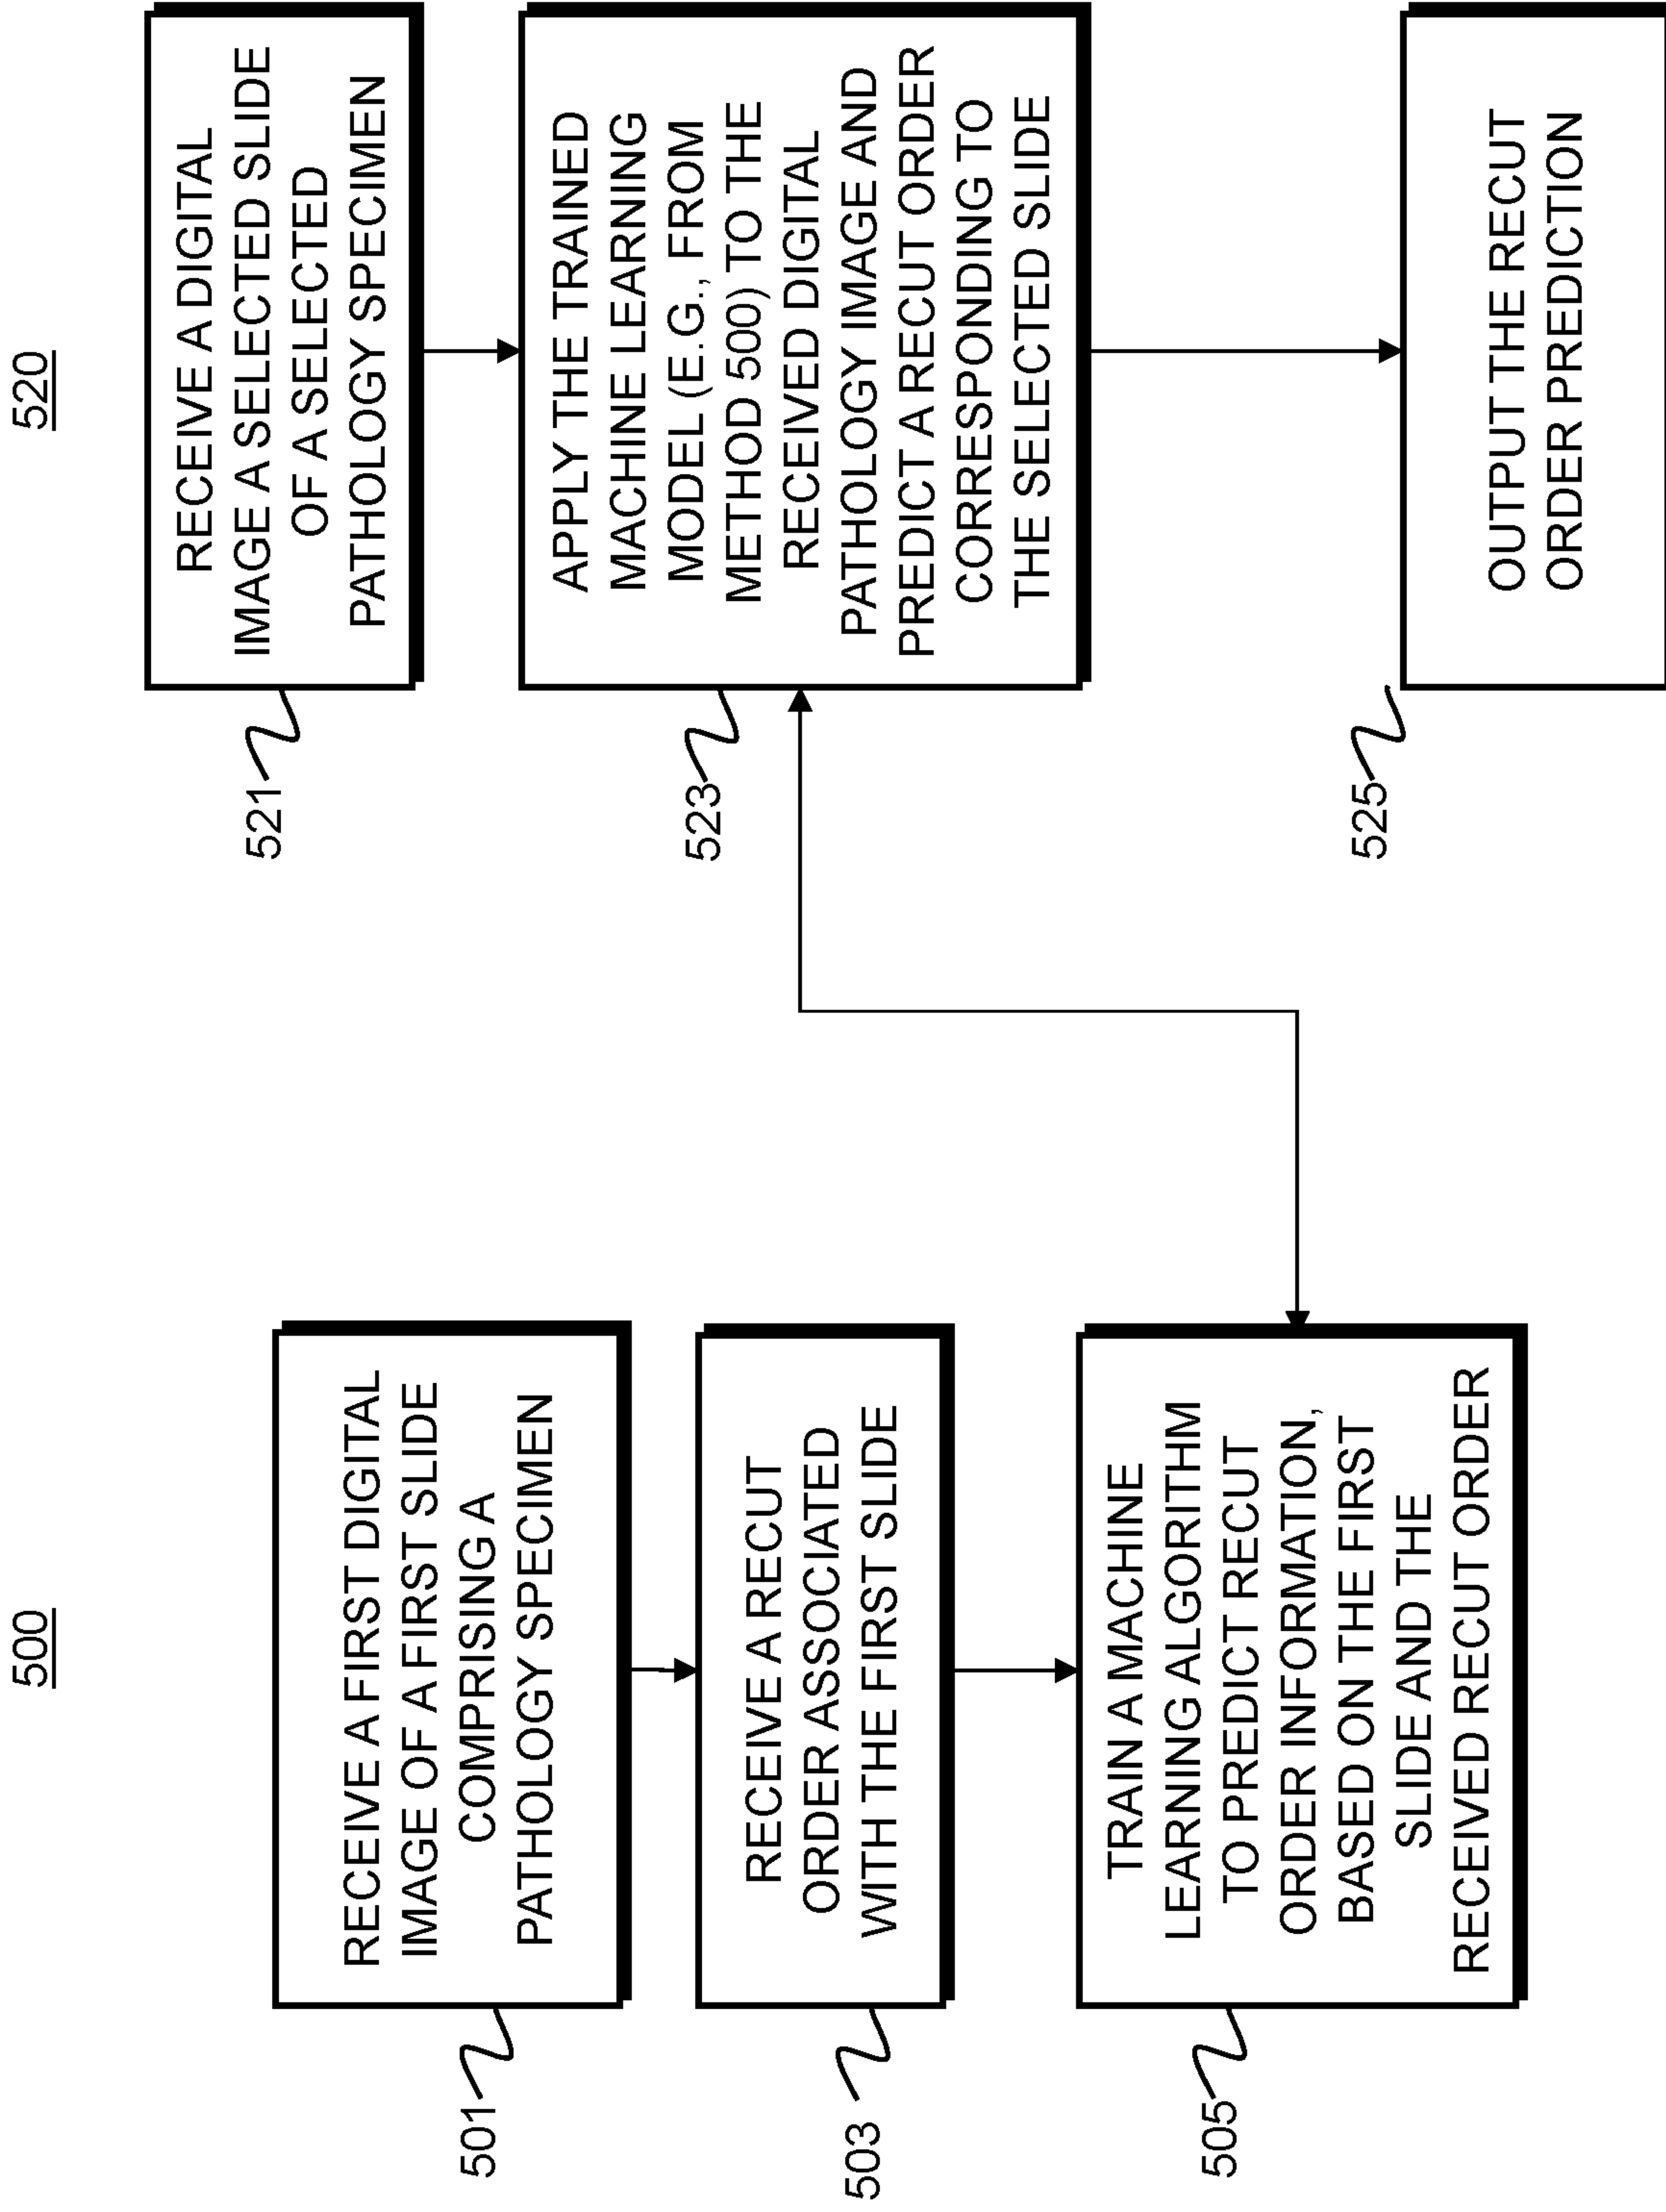 500
501
RECEIVE A FIRST DIGITAL
IMAGE OF A FIRST SLIDE
COMPRISING A
PATHOLOGY SPECIMEN
503
RECEIVE A RECUT
ORDER ASSOCIATED
WITH THE FIRST SLIDE
505
TRAIN A MACHINE
LEARNING ALGORITHM
TO PREDICT RECUT
ORDER INFORMATION,
BASED ON THE FIRST
SLIDE AND THE
RECEIVED RECUT ORDER
520
521
RECEIVE A DIGITAL
IMAGE A SELECTED SLIDE
OF A SELECTED
PATHOLOGY SPECIMEN
523
APPLY THE TRAINED
MACHINE LEARNING
MODEL (E.G., FROM
METHOD 500) TO THE
RECEIVED DIGITAL
PATHOLOGY IMAGE AND
PREDICT A RECUT ORDER
CORRESPONDING TO
THE SELECTED SLIDE
525
OUTPUT THE RECUT
ORDER PREDICTION